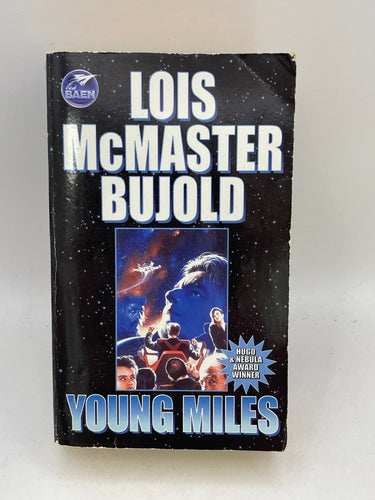 BAEN
LOIS
McMASTER
BUJOLD
HUGO
& NEBULA
AWARD
WINNER
YOUNG MILES